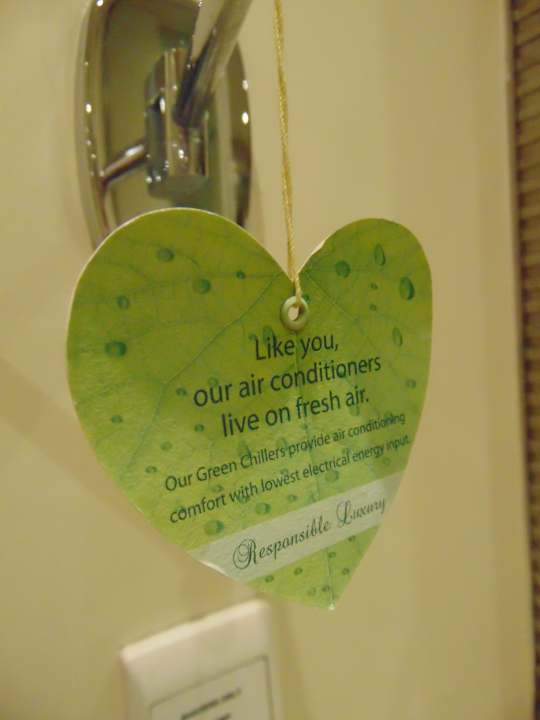 Like you,
our air conditioners
live on fresh air.
Our Green Chillers provide air conditioning
comfort with lowest electrical energy input.
Responsible Luxury